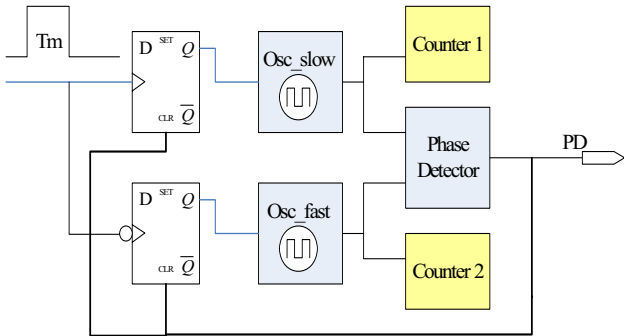 Tm
D SET Q
CLR Q̅
Osc_slow
Counter 1
Phase
Detector
PD
D SET Q
CLR Q̅
Osc_fast
Counter 2